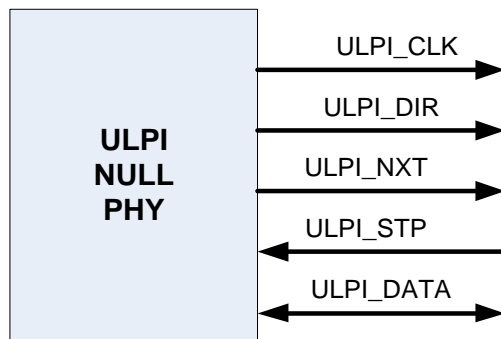 ULPI
NULL
PHY
ULPI_CLK
ULPI_DIR
ULPI_NXT
ULPI_STP
ULPI_DATA